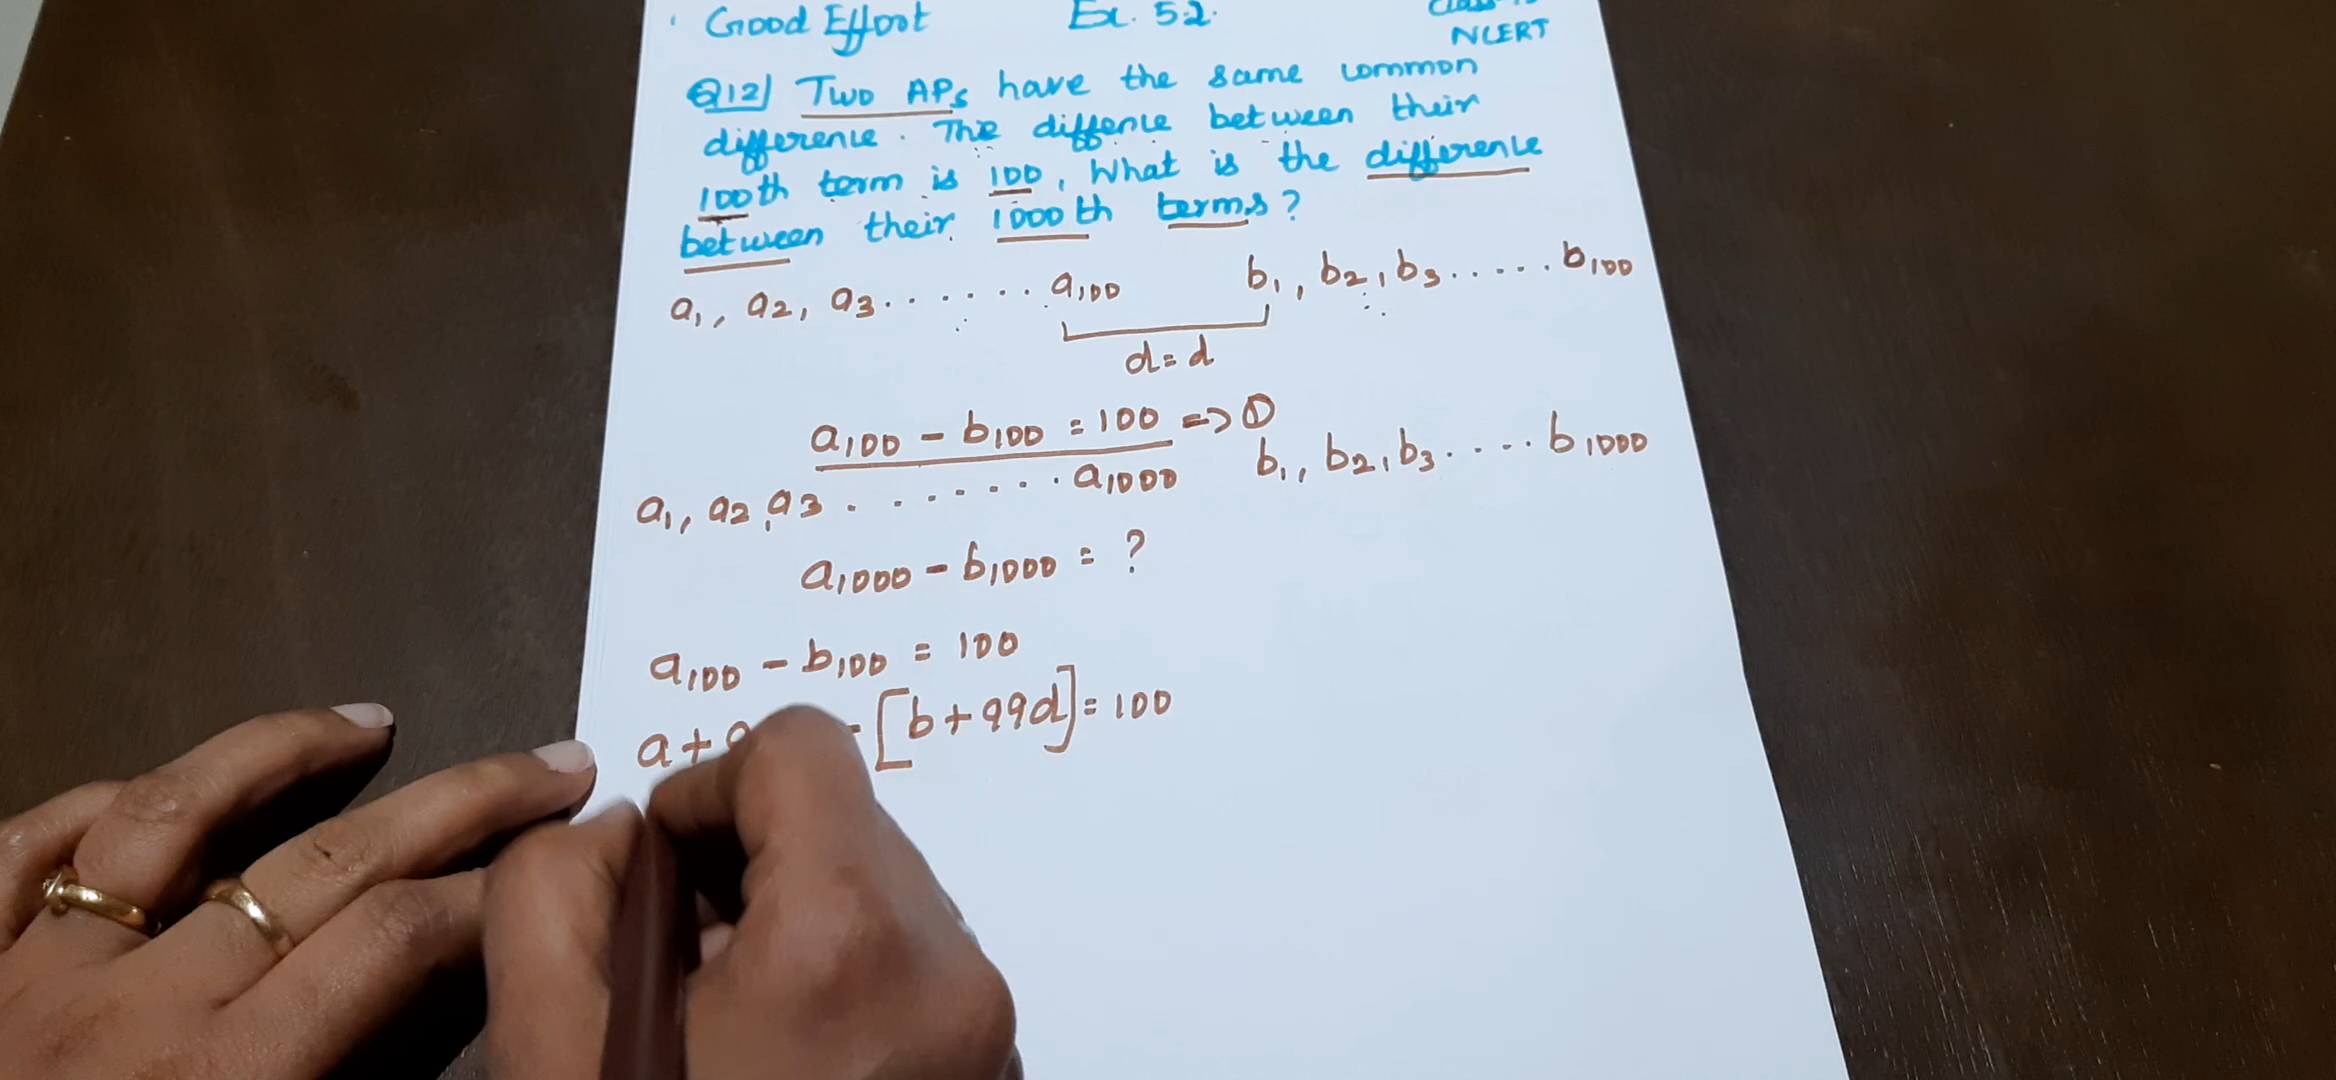 Good Effort Ex. 5.2.
NCERT
Q12) Two APs have the same common
difference. The diffence between their
100th term is 100, What is the difference
between their 1000th terms?
a1, a2, a3....... a100 b1, b2, b3..... b100
d = d
a100 - b100 = 100 => ①
a1, a2, a3 ........ a1000 b1, b2, b3..... b1000
a1000 - b1000 = ?
a100 - b100 = 100
a + - [b + 99d] = 100